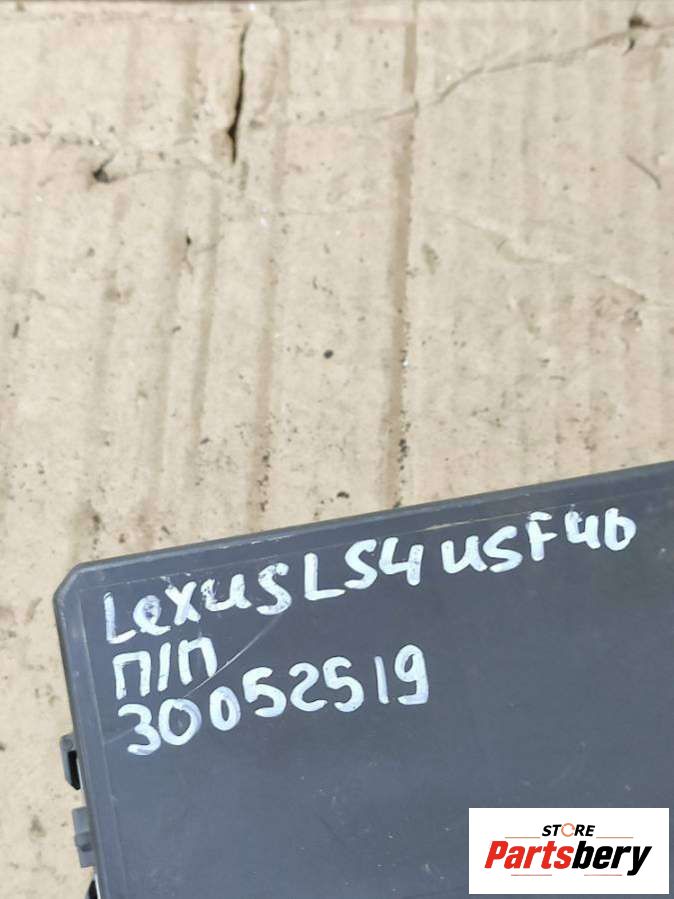 Lexus LS4 USF40
П/П
30052519
STORE
Partsbery